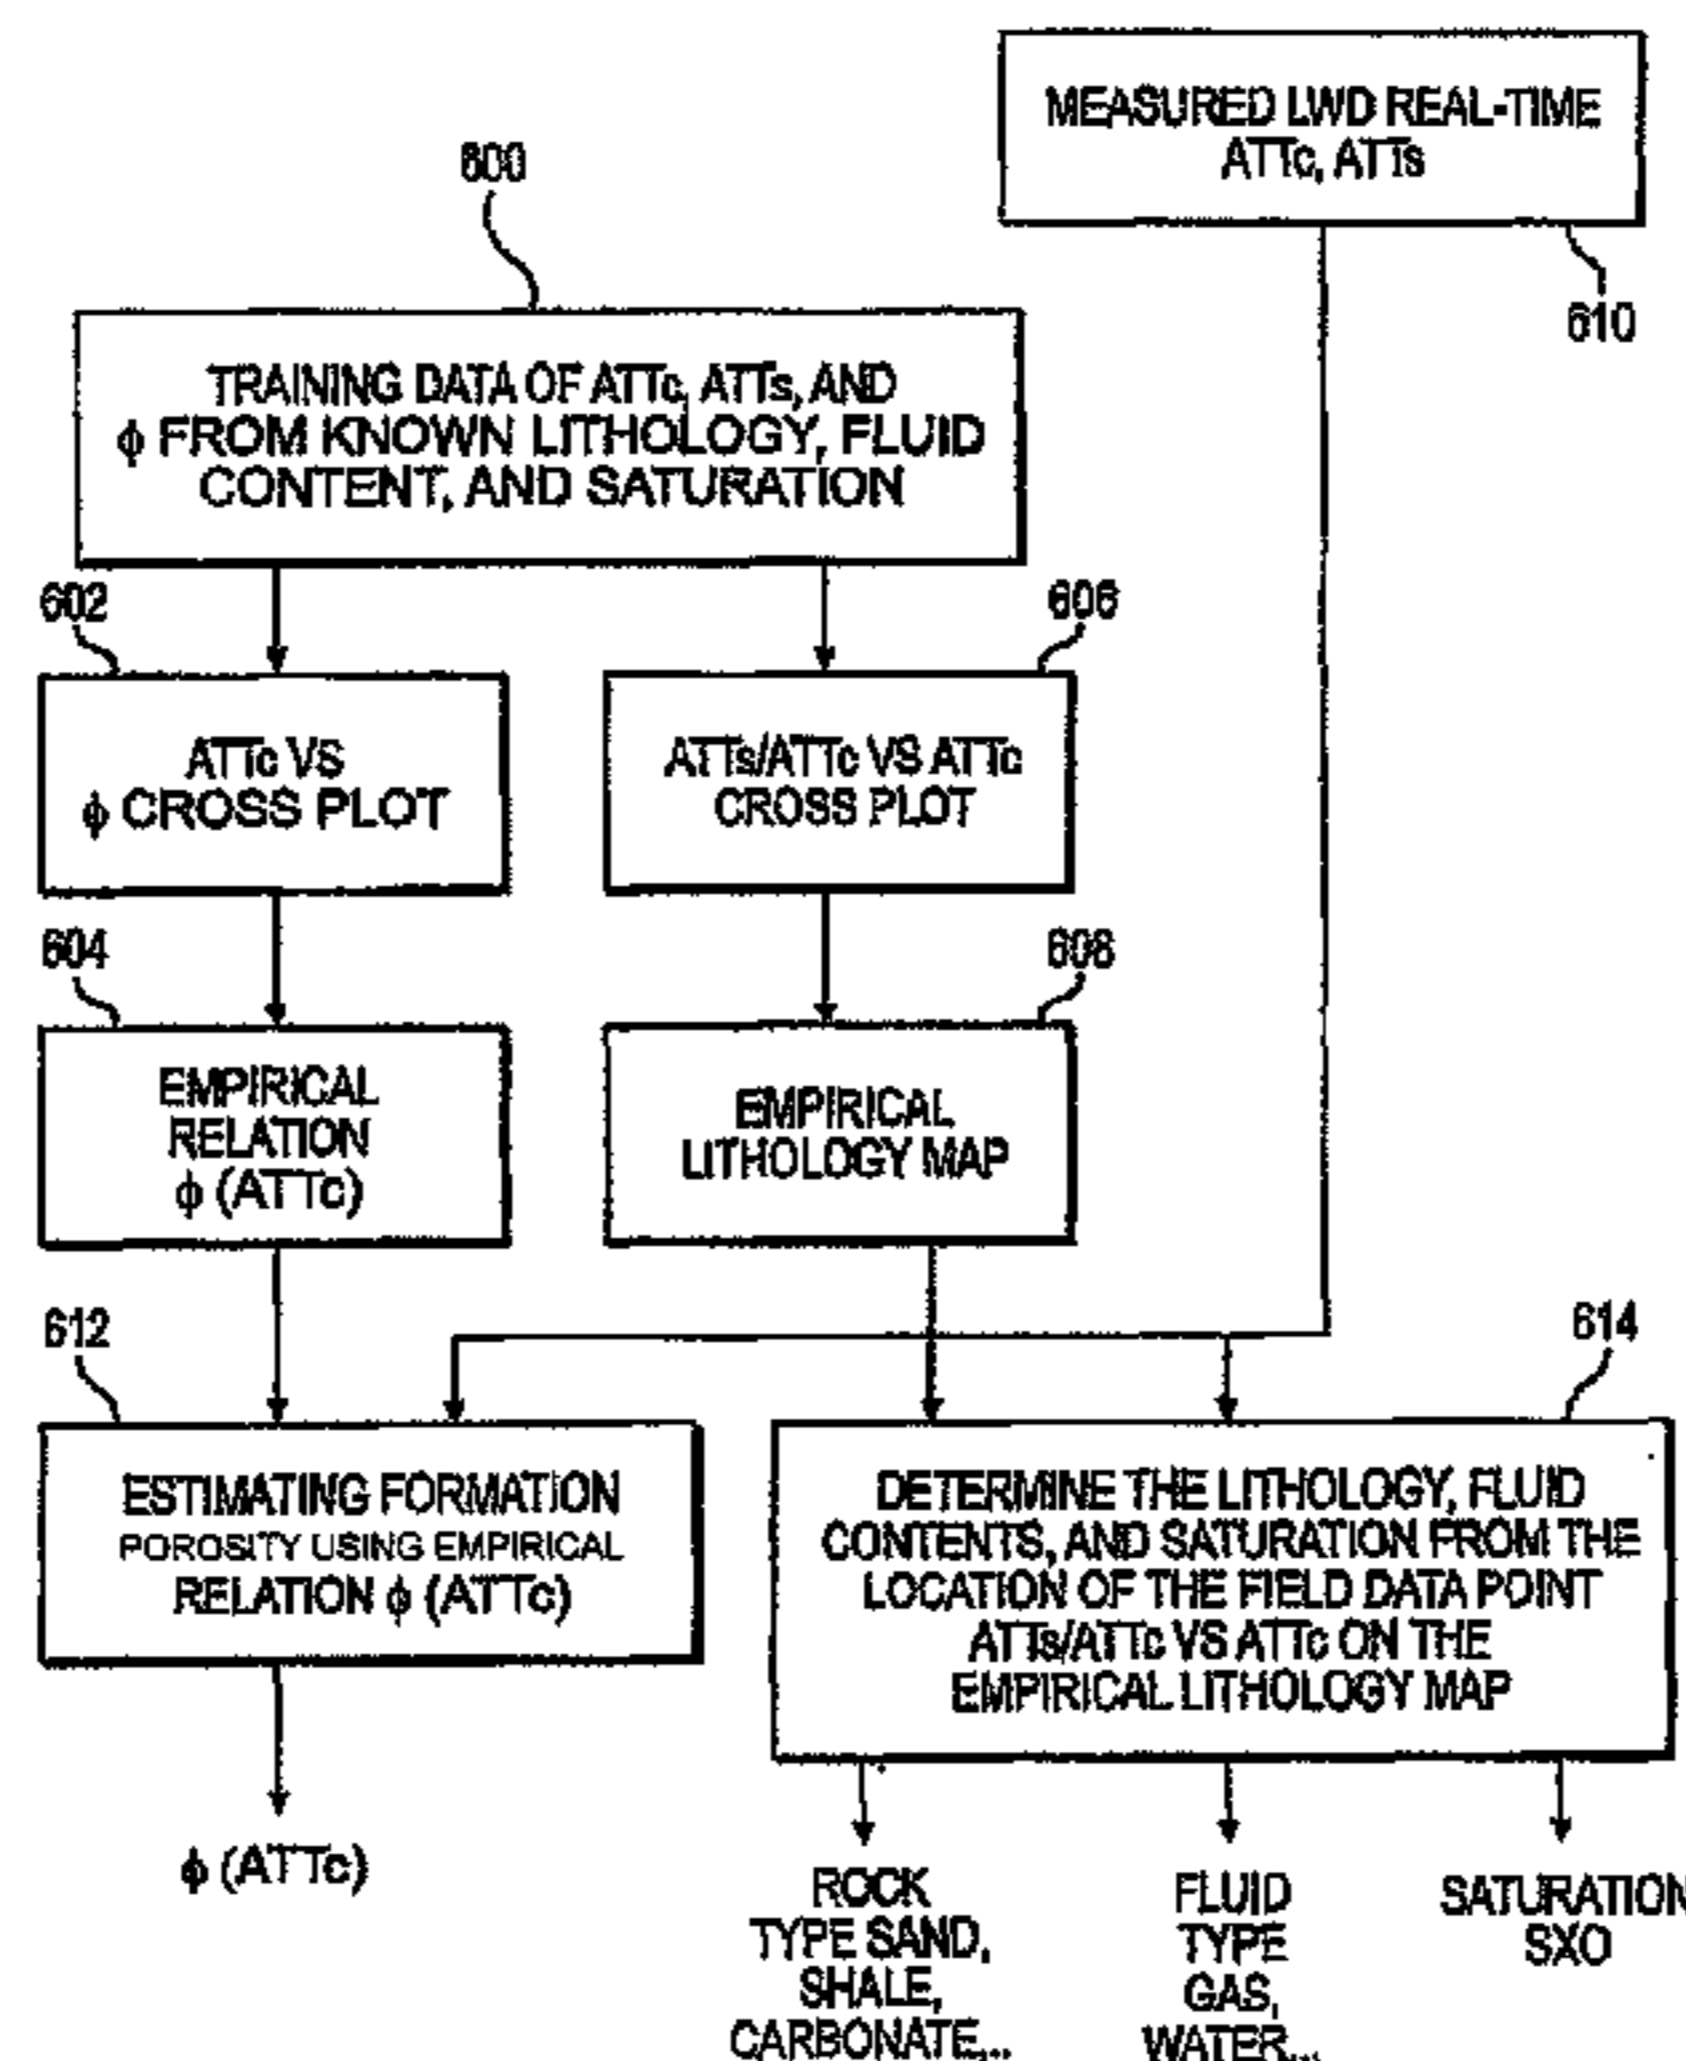 MEASURED LWD REAL-TIME
ATTc, ATTs
610
600
TRAINING DATA OF ATTc, ATTs, AND
ϕ FROM KNOWN LITHOLOGY, FLUID
CONTENT, AND SATURATION
602
ATTc VS
ϕ CROSS PLOT
606
ATTs/ATTc VS ATTc
CROSS PLOT
604
EMPIRICAL
RELATION
ϕ (ATTc)
608
EMPIRICAL
LITHOLOGY MAP
612
ESTIMATING FORMATION
POROSITY USING EMPIRICAL
RELATION ϕ (ATTc)
614
DETERMINE THE LITHOLOGY, FLUID
CONTENTS, AND SATURATION FROM THE
LOCATION OF THE FIELD DATA POINT
ATTs/ATTc VS ATTc ON THE
EMPIRICAL LITHOLOGY MAP
ϕ (ATTc)
ROCK
TYPE SAND,
SHALE,
CARBONATE,..
FLUID
TYPE
GAS,
WATER,..
SATURATION
SXO